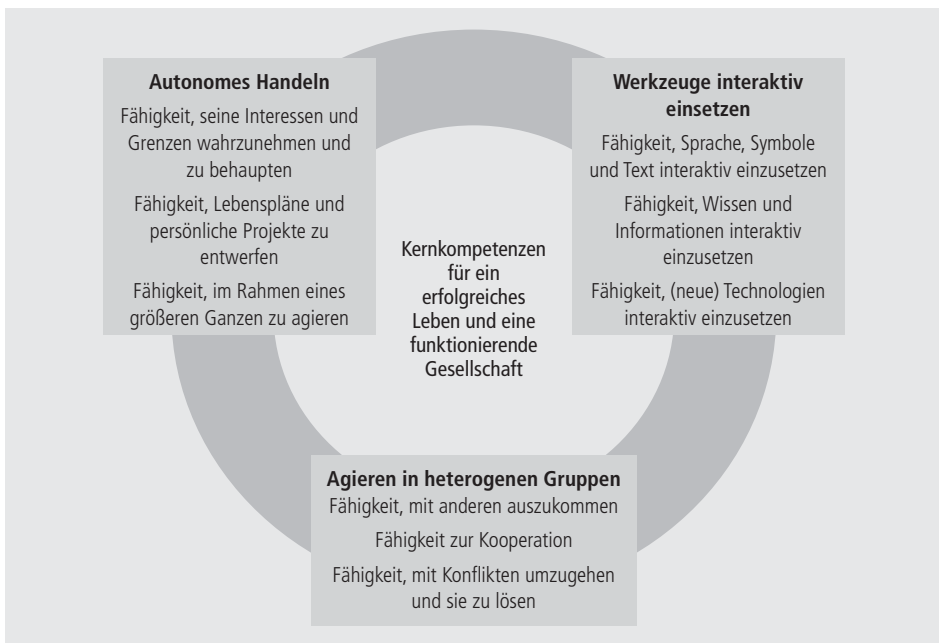 Autonomes Handeln
Fähigkeit, seine Interessen und
Grenzen wahrzunehmen und
zu behaupten
Fähigkeit, Lebenspläne und
persönliche Projekte zu
entwerfen
Fähigkeit, im Rahmen eines
größeren Ganzen zu agieren
Werkzeuge interaktiv
einsetzen
Fähigkeit, Sprache, Symbole
und Text interaktiv einzusetzen
Fähigkeit, Wissen und
Informationen interaktiv
einzusetzen
Fähigkeit, (neue) Technologien
interaktiv einzusetzen
Kernkompetenzen
für ein
erfolgreiches
Leben und eine
funktionierende
Gesellschaft
Agieren in heterogenen Gruppen
Fähigkeit, mit anderen auszukommen
Fähigkeit zur Kooperation
Fähigkeit, mit Konflikten umzugehen
und sie zu lösen